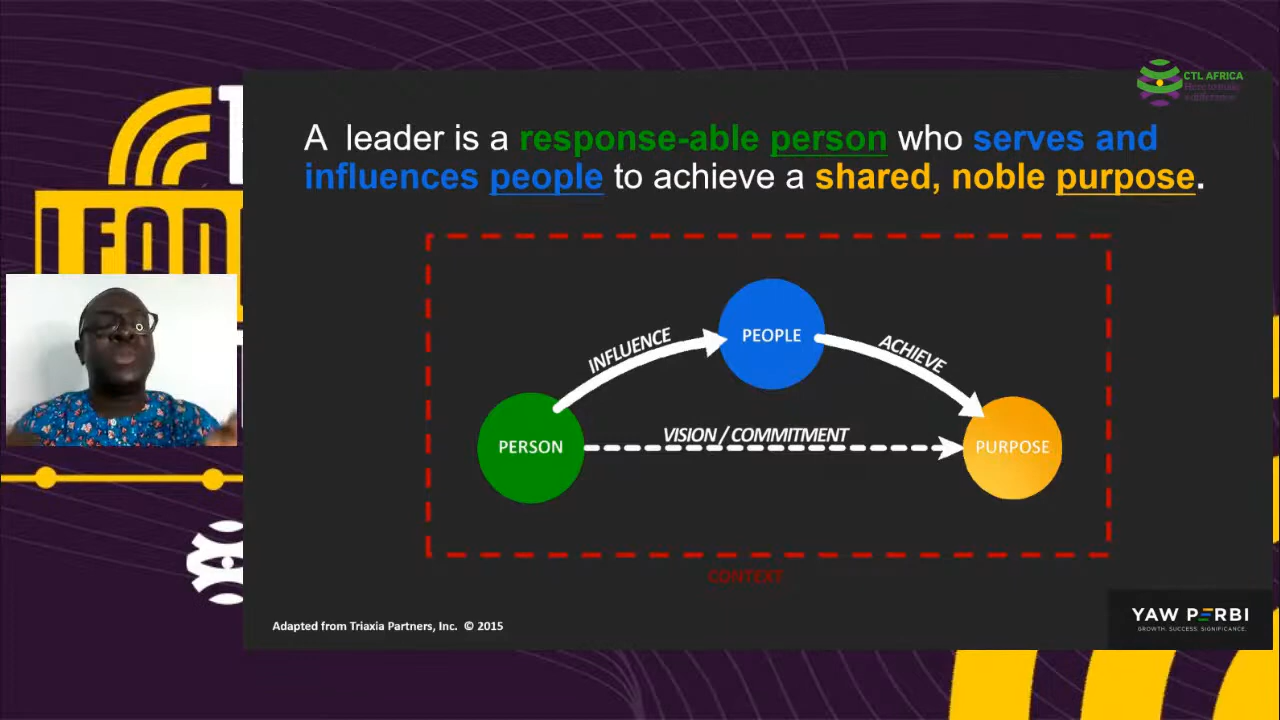 CTL AFRICA
A leader is a response-able person who serves and
influences people to achieve a shared, noble purpose.
INFLUENCE
PEOPLE
ACHIEVE
PERSON
VISION / COMMITMENT
PURPOSE
CONTEXT
Adapted from Triaxia Partners, Inc. © 2015
YAW PERBI
GROWTH. SUCCESS. SIGNIFICANCE.